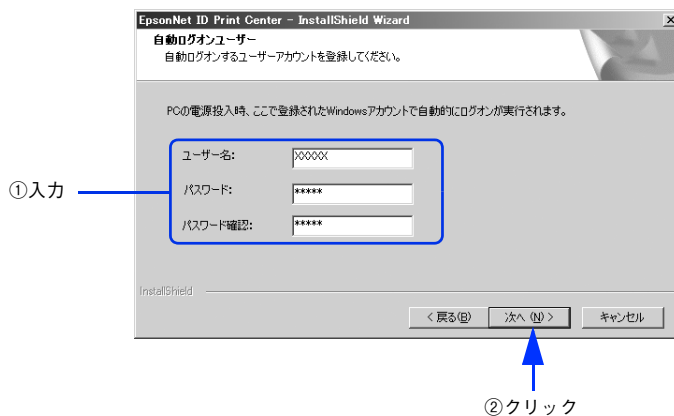 EpsonNet ID Print Center - InstallShield Wizard
自動ログオンユーザー
自動ログオンするユーザーアカウントを登録してください。
PCの電源投入時、ここで登録されたWindowsアカウントで自動的にログオンが実行されます。
ユーザー名: XXXXX
①入力
パスワード: *****
パスワード確認: *****
InstallShield
< 戻る(B) 次へ (N) > キャンセル
②クリック